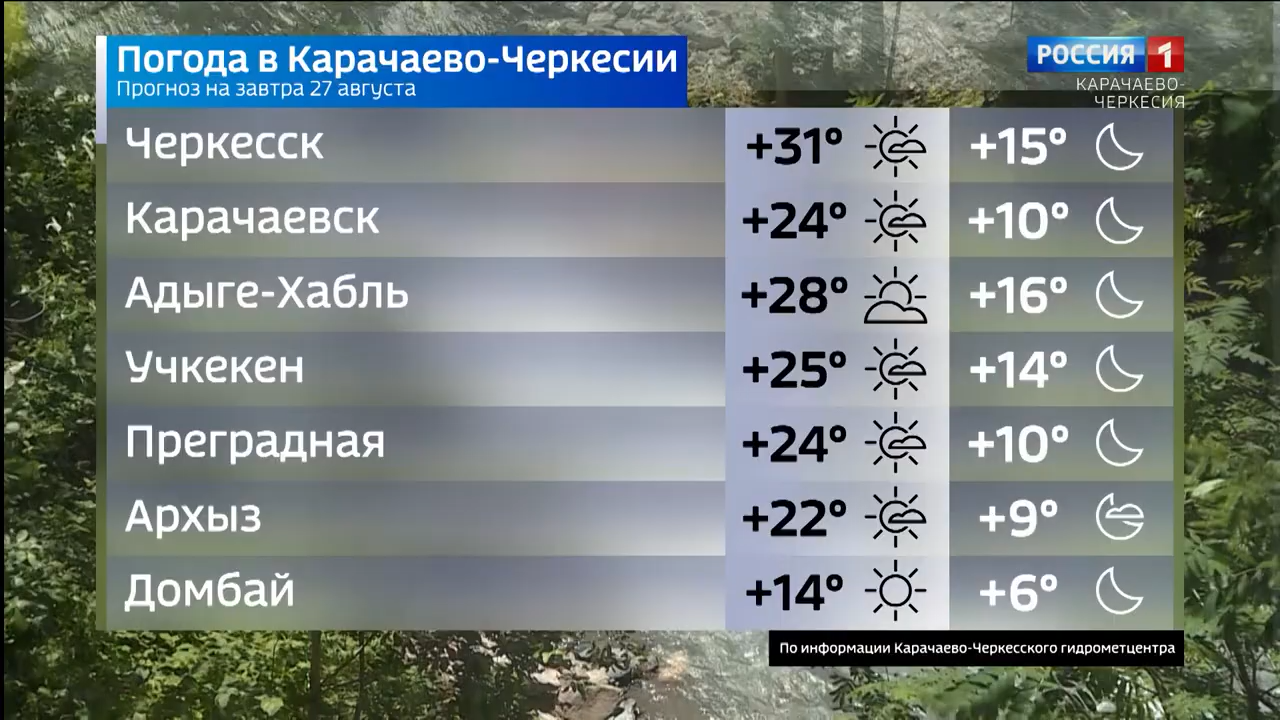 Погода в Карачаево-Черкесии
Прогноз на завтра 27 августа
РОССИЯ 1
КАРАЧАЕВО-
ЧЕРКЕСИЯ
Черкесск +31° +15°
Карачаевск +24° +10°
Адыге-Хабль +28° +16°
Учкекен +25° +14°
Преградная +24° +10°
Архыз +22° +9°
Домбай +14° +6°
По информации Карачаево-Черкесского гидрометцентра